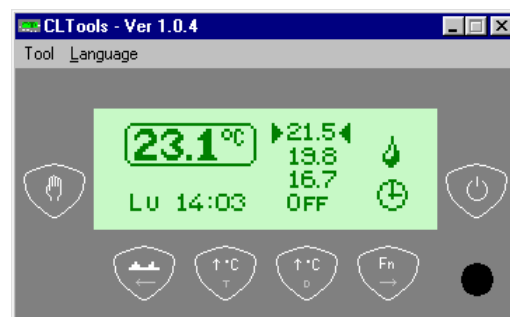 CLTools - Ver 1.0.4
Tool Language
23.1°C
21.5
19.8
16.7
OFF
Lu 14:03
↑°C
T
↑°C
D
Fn